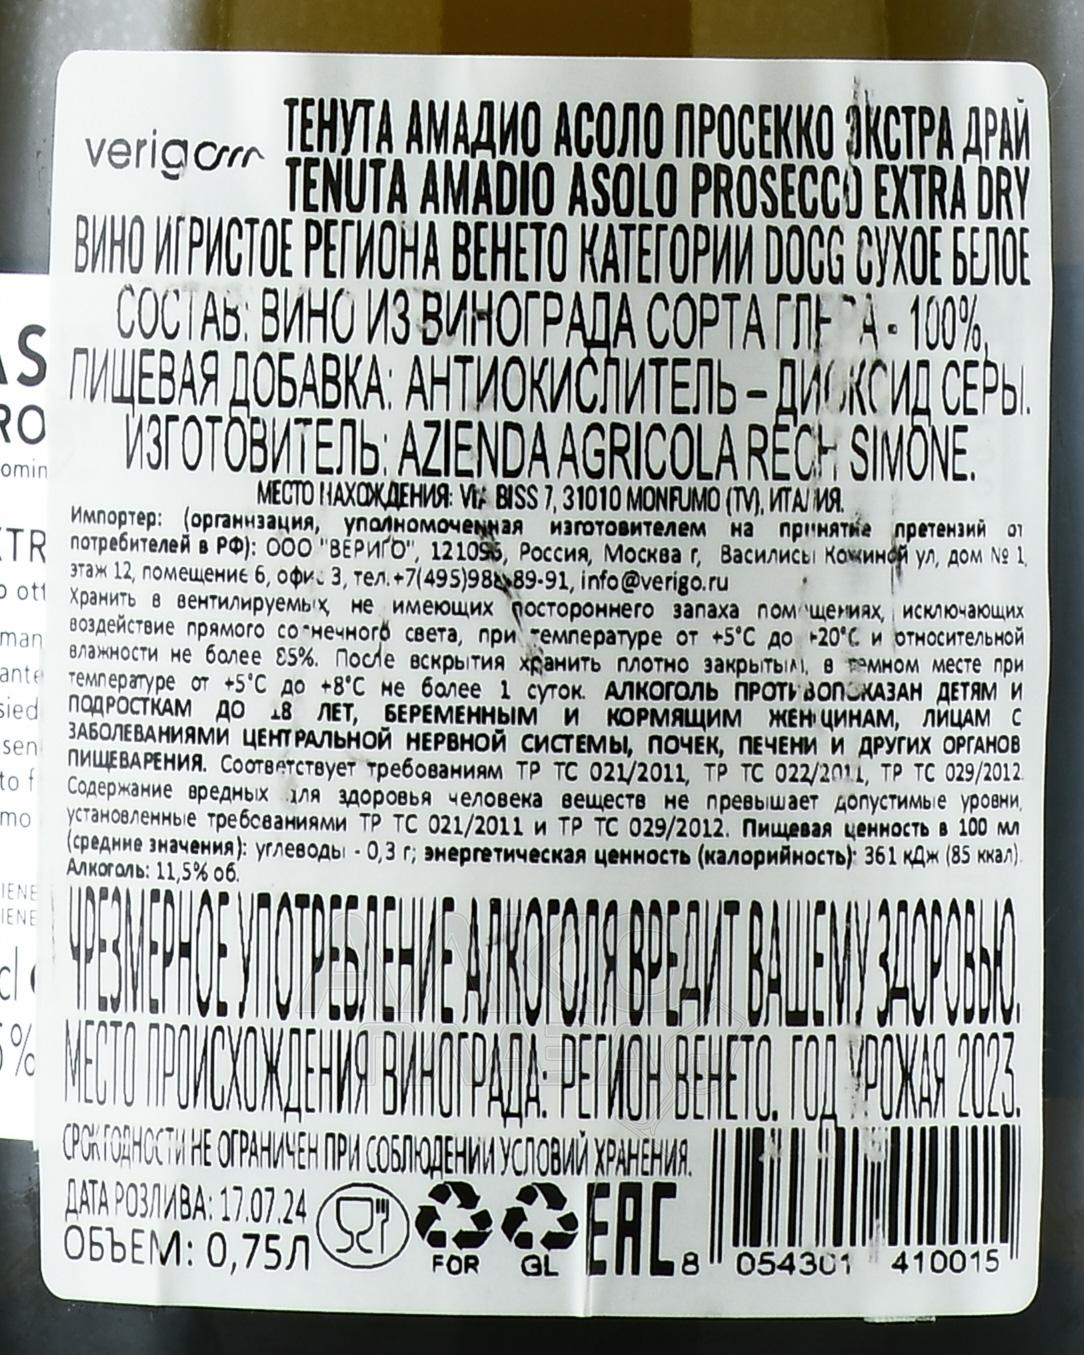 verigo
ТЕНУТА АМАДИО АСОЛО ПРОСЕККО ЭКСТРА ДРАЙ
TENUTA AMADIO ASOLO PROSECCO EXTRA DRY
ВИНО ИГРИСТОЕ РЕГИОНА ВЕНЕТО КАТЕГОРИИ DOCG СУХОЕ БЕЛОЕ
СОСТАВ: ВИНО ИЗ ВИНОГРАДА СОРТА ГЛЕРА - 100%,
ПИЩЕВАЯ ДОБАВКА: АНТИОКИСЛИТЕЛЬ – ДИОКСИД СЕРЫ.
ИЗГОТОВИТЕЛЬ: AZIENDA AGRICOLA RECH SIMONE.
МЕСТО НАХОЖДЕНИЯ: VIA BISS 7, 31010 MONFUMO (TV), ИТАЛИЯ.
Импортер: (организация, уполномоченная изготовителем на принятие претензий от
потребителей в РФ): ООО "ВЕРИГО", 121096, Россия, Москва г, Василисы Кожиной ул, дом № 1,
этаж 12, помещение 6, офис 3, 89-91, info@verigo.ru
Хранить в вентилируемых, не имеющих постороннего запаха помещениях, исключающих
воздействие прямого солнечного света, при температуре от +5°C до +20°C и относительной
влажности не более 85%. После вскрытия хранить плотно закрытым, в темном месте при
температуре от +5°C до +8°C не более 1 суток. АЛКОГОЛЬ ПРОТИВОПОКАЗАН ДЕТЯМ И
ПОДРОСТКАМ ДО 18 ЛЕТ, БЕРЕМЕННЫМ И КОРМЯЩИМ ЖЕНЩИНАМ, ЛИЦАМ С
ЗАБОЛЕВАНИЯМИ ЦЕНТРАЛЬНОЙ НЕРВНОЙ СИСТЕМЫ, ПОЧЕК, ПЕЧЕНИ И ДРУГИХ ОРГАНОВ
ПИЩЕВАРЕНИЯ. Соответствует требованиям ТР ТС 021/2011, ТР ТС 022/2011, ТР ТС 029/2012.
Содержание вредных для здоровья человека веществ не превышает допустимые уровни,
установленные требованиями ТР ТС 021/2011 и ТР ТС 029/2012. Пищевая ценность в 100 мл
(средние значения): углеводы - 0,3 г; энергетическая ценность (калорийность): 361 кДж (85 ккал).
Алкоголь: 11,5% об.
ЧРЕЗМЕРНОЕ УПОТРЕБЛЕНИЕ АЛКОГОЛЯ ВРЕДИТ ВАШЕМУ ЗДОРОВЬЮ.
МЕСТО ПРОИСХОЖДЕНИЯ ВИНОГРАДА: РЕГИОН ВЕНЕТО. ГОД УРОЖАЯ 2023.
СРОК ГОДНОСТИ НЕ ОГРАНИЧЕН ПРИ СОБЛЮДЕНИИ УСЛОВИЙ ХРАНЕНИЯ.
ДАТА РОЗЛИВА: 17.07.24
ОБЪЕМ: 0,75Л
FOR
GL
EAC
8 054301 410015